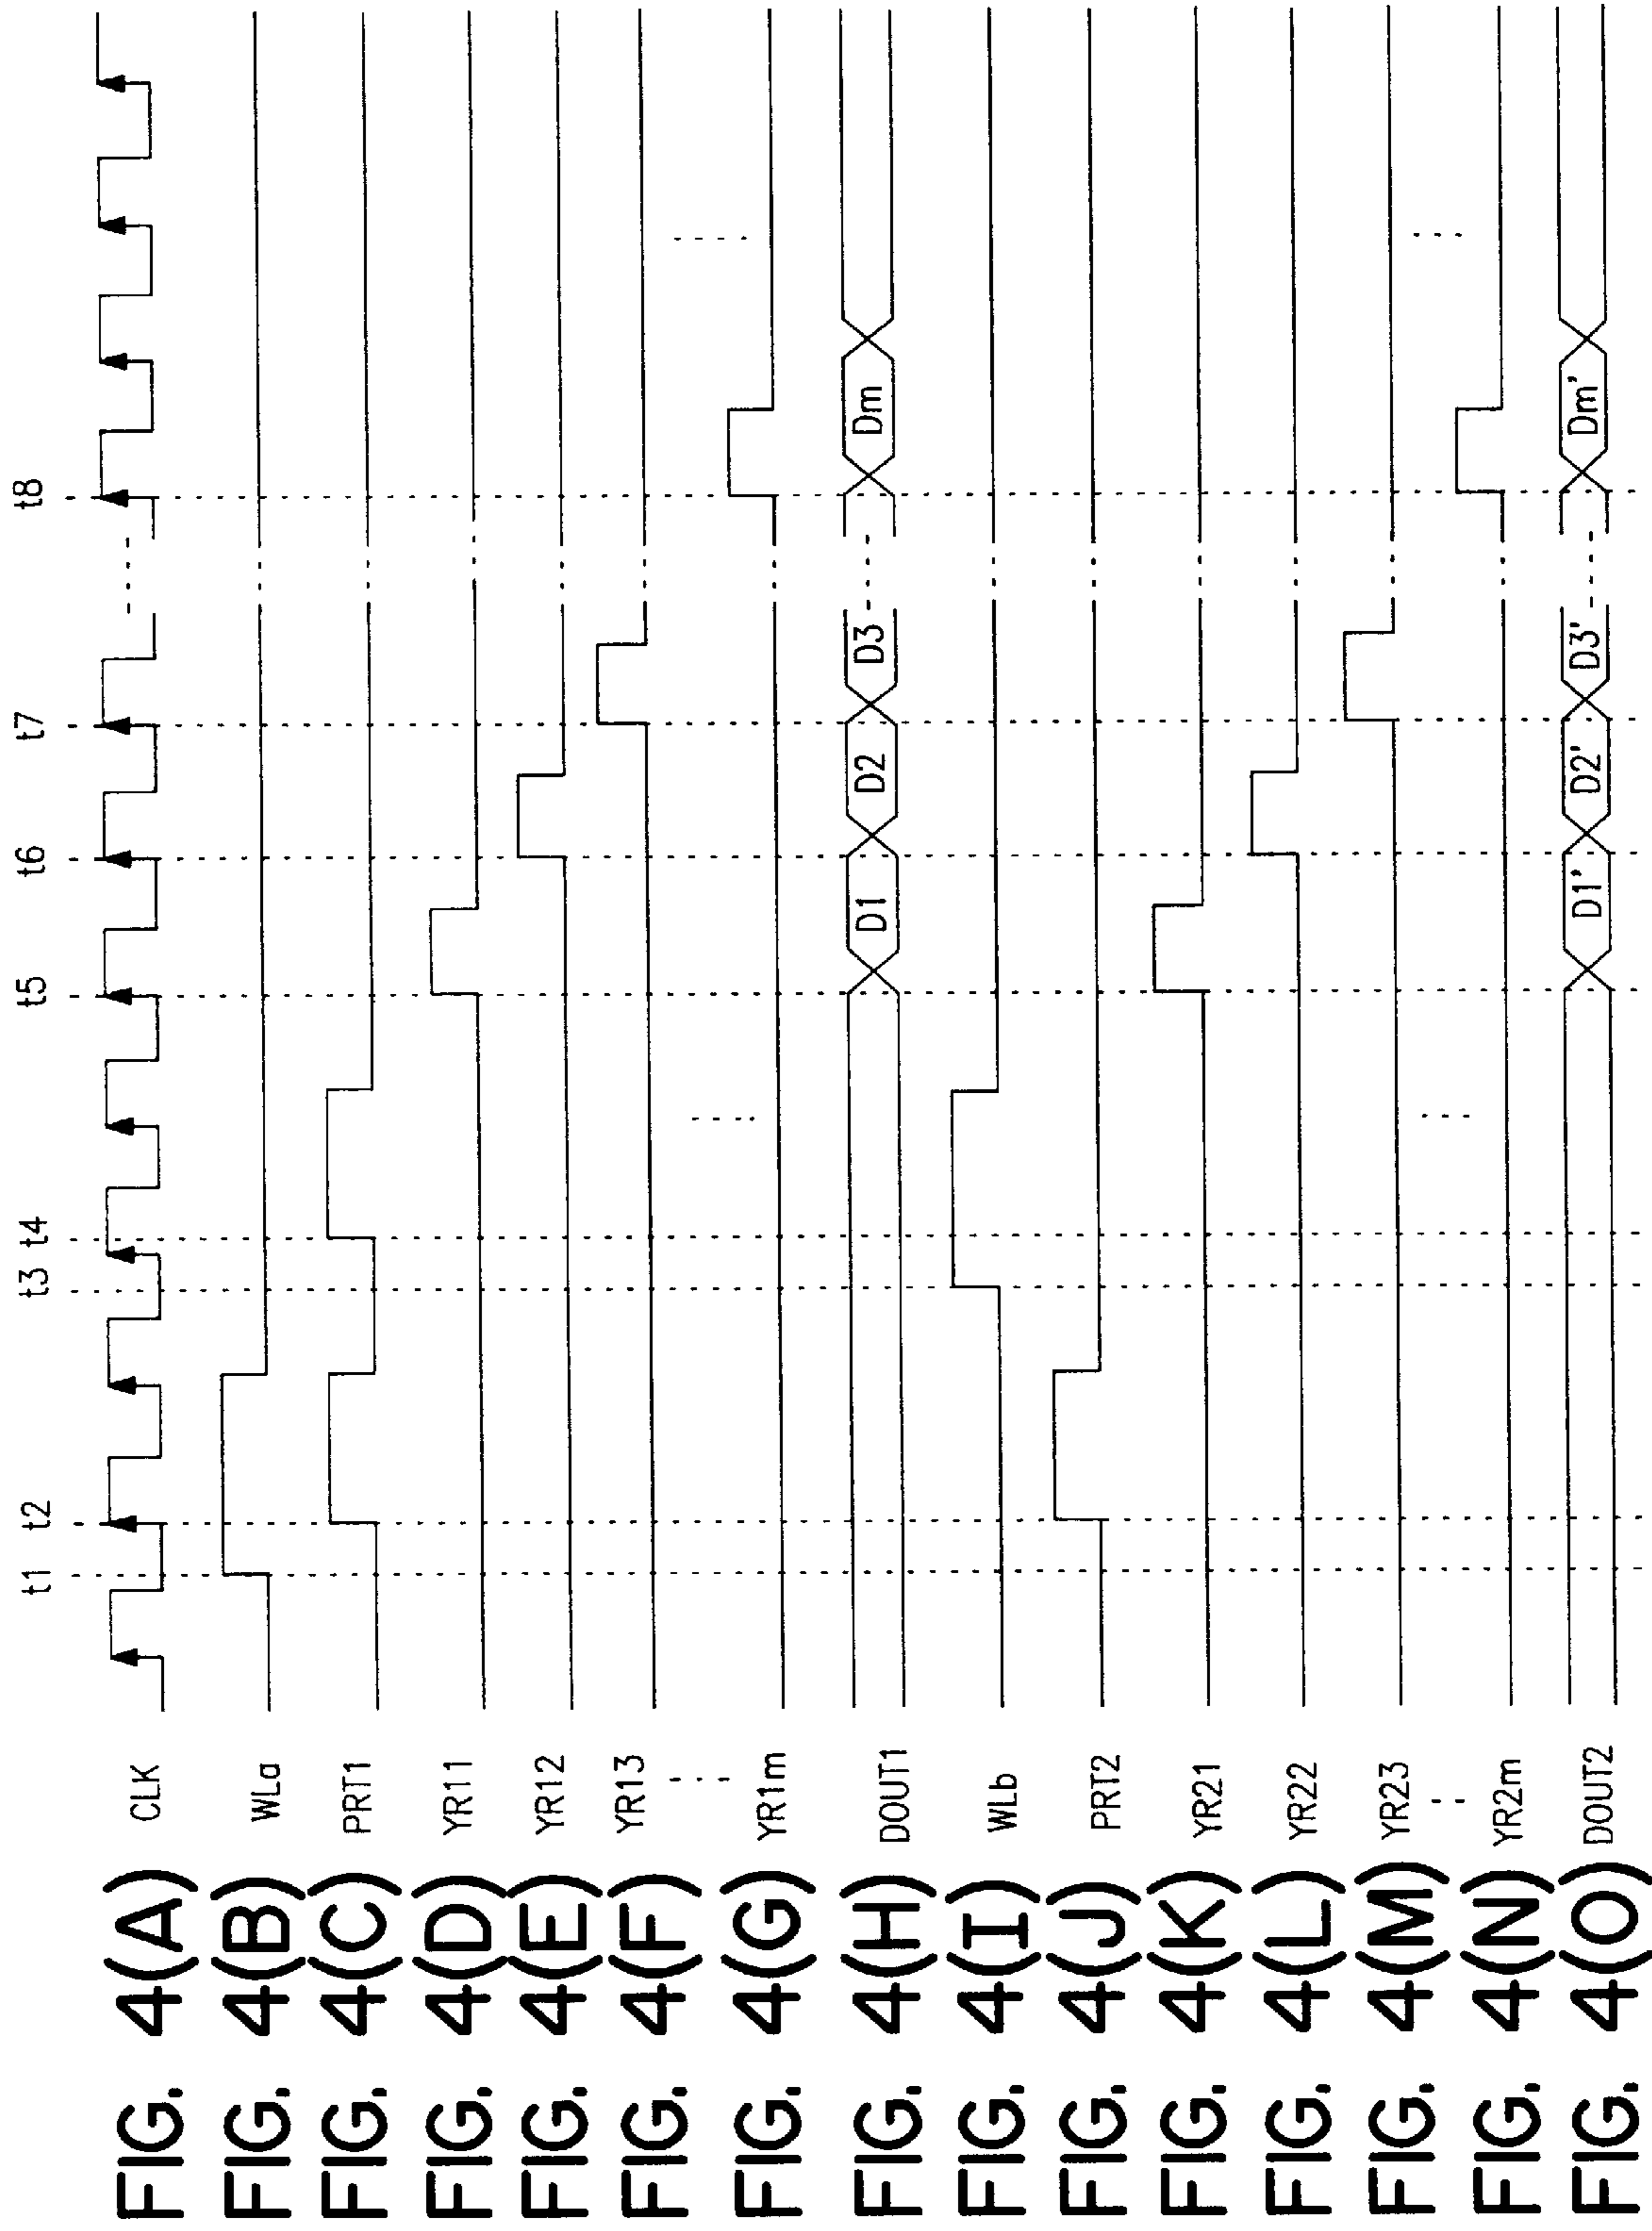 t1 t2 t3 t4 t5 t6 t7 t8
FIG. 4(A) CLK
FIG. 4(B) WLa
FIG. 4(C) PRT1
FIG. 4(D) YR11
FIG. 4(E) YR12
FIG. 4(F) YR13
FIG. 4(G) YR1m
FIG. 4(H) DOUT1 D1 D2 D3 Dm
FIG. 4(I) WLb
FIG. 4(J) PRT2
FIG. 4(K) YR21
FIG. 4(L) YR22
FIG. 4(M) YR23
FIG. 4(N) YR2m
FIG. 4(O) DOUT2 D1' D2' D3' Dm'